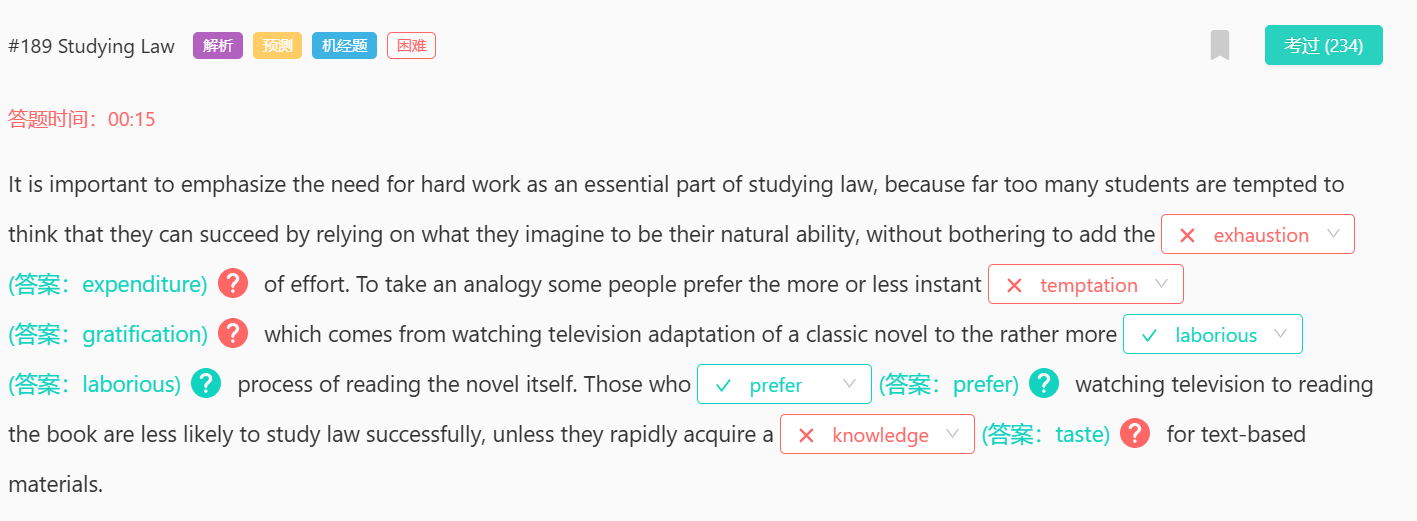 #189 Studying Law 解析 预测 机经题 困难 考过 (234)
答题时间：00:15
It is important to emphasize the need for hard work as an essential part of studying law, because far too many students are tempted to
think that they can succeed by relying on what they imagine to be their natural ability, without bothering to add the exhaustion
(答案：expenditure) ? of effort. To take an analogy some people prefer the more or less instant temptation
(答案：gratification) ? which comes from watching television adaptation of a classic novel to the rather more laborious
(答案：laborious) ? process of reading the novel itself. Those who prefer (答案：prefer) ? watching television to reading
the book are less likely to study law successfully, unless they rapidly acquire a knowledge (答案：taste) ? for text-based
materials.